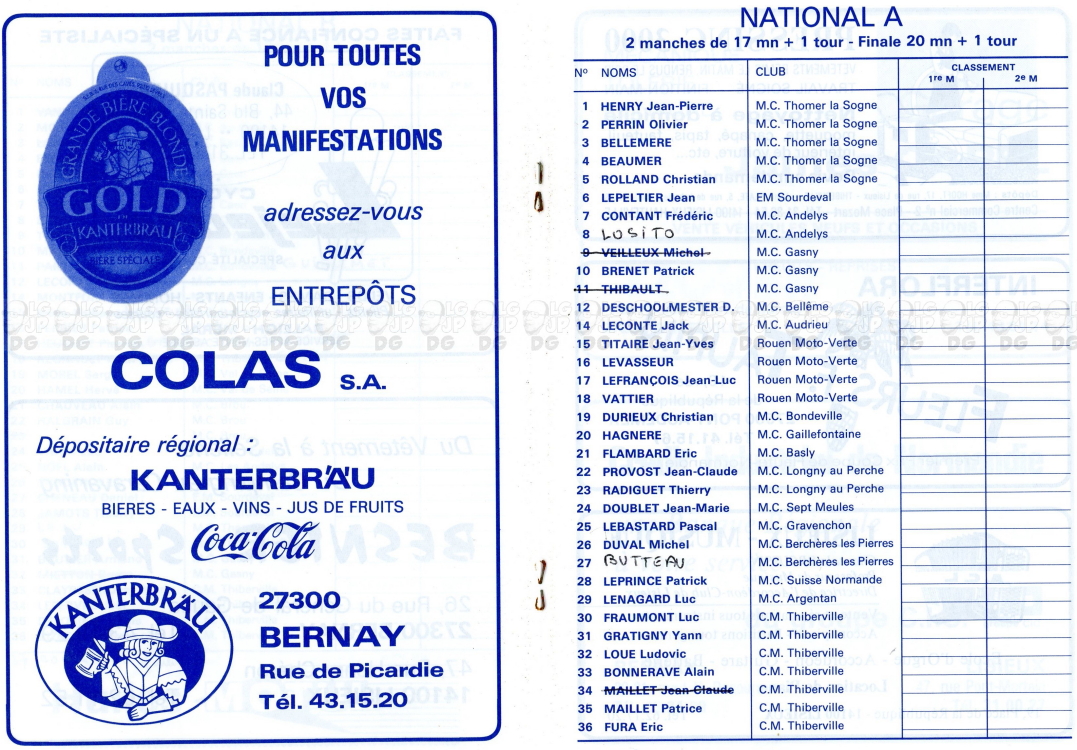 POUR TOUTES
VOS
MANIFESTATIONS
adressez-vous
aux
ENTREPÔTS
COLAS S.A.
GRANDE BIÈRE BLONDE
GOLD
DE
KANTERBRÄU
BIÈRE SPÉCIALE
Dépositaire régional :
KANTERBRÄU
BIERES - EAUX - VINS - JUS DE FRUITS
Coca-Cola
KANTERBRÄU
27300
BERNAY
Rue de Picardie
Tél. 43.15.20
NATIONAL A
2 manches de 17 mn + 1 tour - Finale 20 mn + 1 tour
N° NOMS CLUB CLASSEMENT
1re M 2e M
1 HENRY Jean-Pierre M.C. Thomer la Sogne
2 PERRIN Olivier M.C. Thomer la Sogne
3 BELLEMERE M.C. Thomer la Sogne
4 BEAUMER M.C. Thomer la Sogne
5 ROLLAND Christian M.C. Thomer la Sogne
6 LEPELTIER Jean EM Sourdeval
7 CONTANT Frédéric M.C. Andelys
8 LOSITO M.C. Andelys
9 VEILLEUX Michel M.C. Gasny
10 BRENET Patrick M.C. Gasny
11 THIBAULT M.C. Gasny
12 DESCHOOLMESTER D. M.C. Bellême
14 LECONTE Jack M.C. Audrieu
15 TITAIRE Jean-Yves Rouen Moto-Verte
16 LEVASSEUR Rouen Moto-Verte
17 LEFRANÇOIS Jean-Luc Rouen Moto-Verte
18 VATTIER Rouen Moto-Verte
19 DURIEUX Christian M.C. Bondeville
20 HAGNERE M.C. Gaillefontaine
21 FLAMBARD Eric M.C. Basly
22 PROVOST Jean-Claude M.C. Longny au Perche
23 RADIGUET Thierry M.C. Longny au Perche
24 DOUBLET Jean-Marie M.C. Sept Meules
25 LEBASTARD Pascal M.C. Gravenchon
26 DUVAL Michel M.C. Berchères les Pierres
27 BUTTEAU M.C. Berchères les Pierres
28 LEPRINCE Patrick M.C. Suisse Normande
29 LENAGARD Luc M.C. Argentan
30 FRAUMONT Luc C.M. Thiberville
31 GRATIGNY Yann C.M. Thiberville
32 LOUE Ludovic C.M. Thiberville
33 BONNERAVE Alain C.M. Thiberville
34 MAILLET Jean-Claude C.M. Thiberville
35 MAILLET Patrice C.M. Thiberville
36 FURA Eric C.M. Thiberville